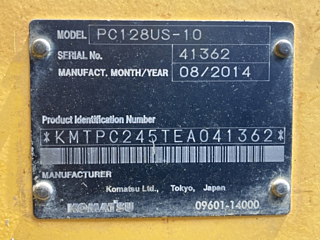 MODEL PC128US-10
SERIAL No. 41362
MANUFACT. MONTH/YEAR 08/2014
Product Identification Number
*KMTPC245TEA041362*
MANUFACTURER
Komatsu Ltd., Tokyo, Japan
KOMATSU 09601-14000